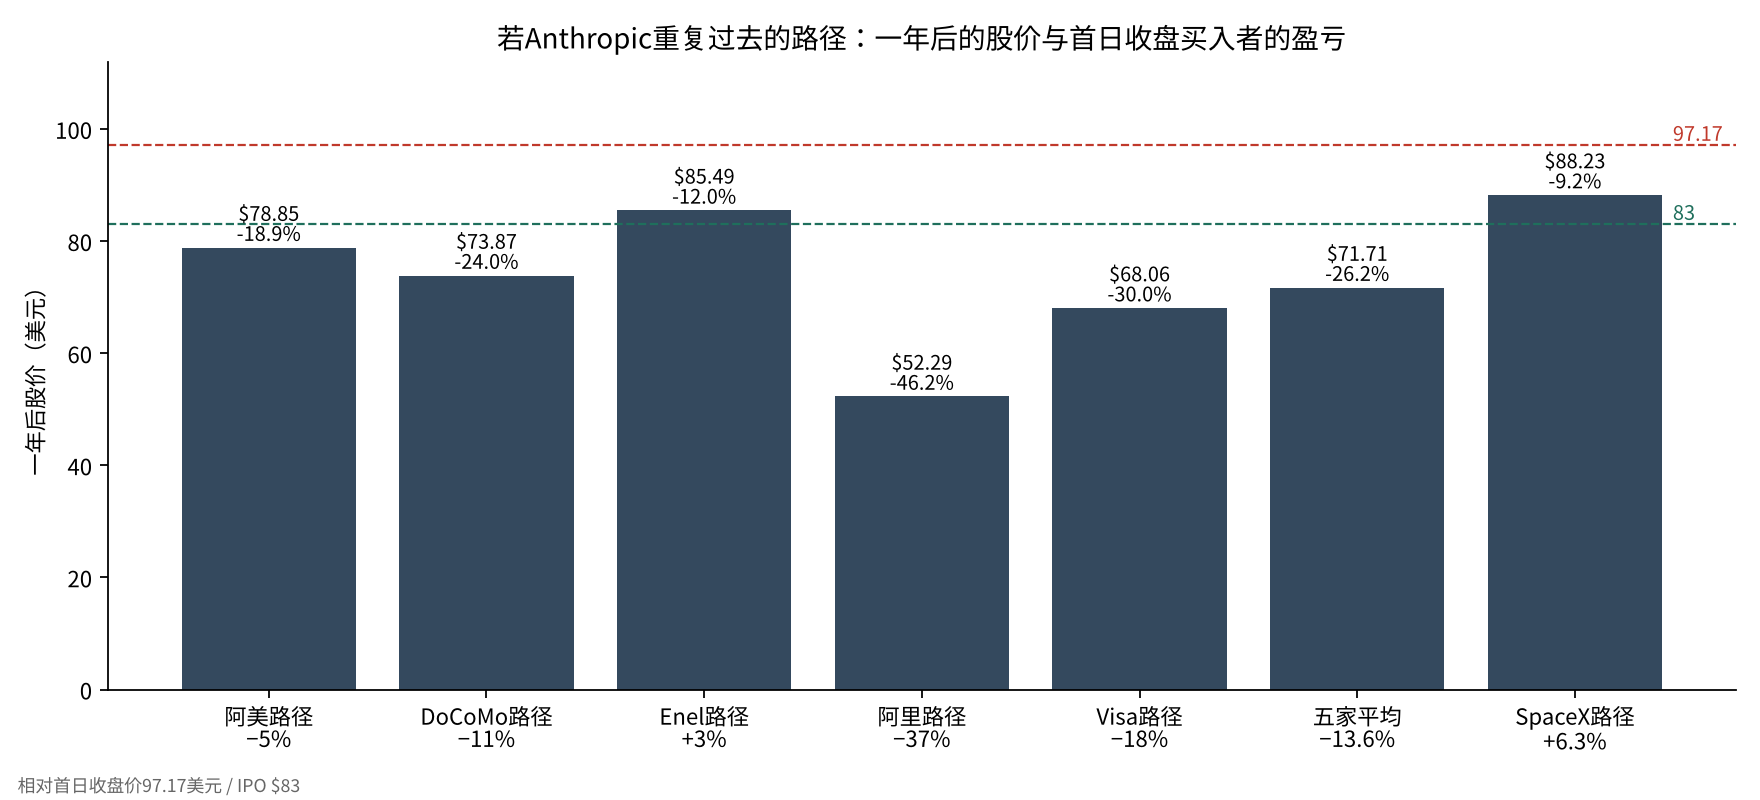 若Anthropic重复过去的路径：一年后的股价与首日收盘买入者的盈亏
一年后股价（美元）
100
80
60
40
20
0
97.17
83
$78.85
-18.9%
$73.87
-24.0%
$85.49
-12.0%
$52.29
-46.2%
$68.06
-30.0%
$71.71
-26.2%
$88.23
-9.2%
阿美路径
−5%
DoCoMo路径
−11%
Enel路径
+3%
阿里路径
−37%
Visa路径
−18%
五家平均
−13.6%
SpaceX路径
+6.3%
相对首日收盘价97.17美元 / IPO $83